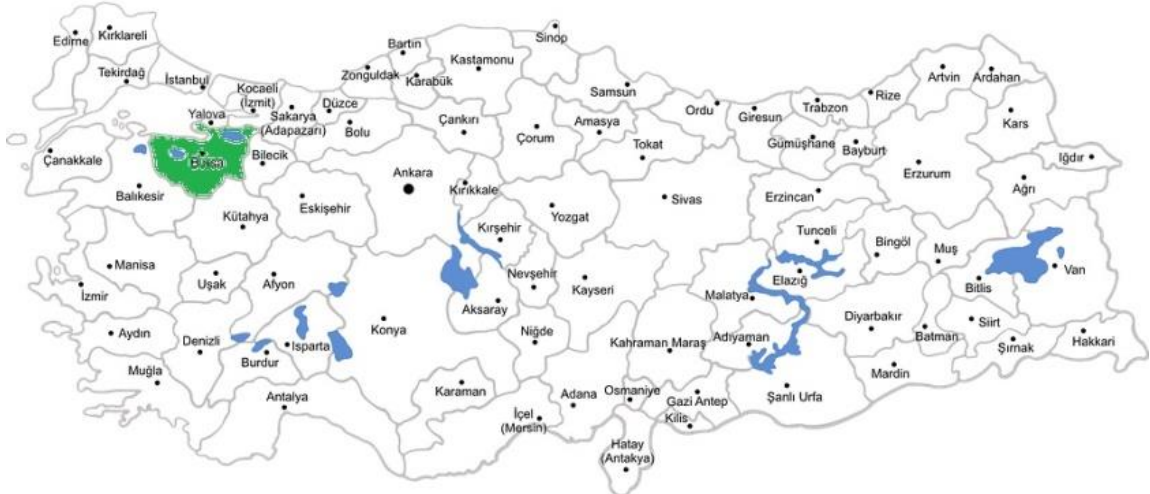 Edirne
Kırklareli
Tekirdağ
İstanbul
Kocaeli
(İzmit)
Yalova
Sakarya
(Adapazarı)
Düzce
Bolu
Zonguldak
Bartın
Karabük
Kastamonu
Sinop
Çankırı
Samsun
Çorum
Amasya
Tokat
Ordu
Giresun
Trabzon
Rize
Artvin
Ardahan
Kars
Gümüşhane
Bayburt
Iğdır
Erzurum
Ağrı
Çanakkale
Bursa
Bilecik
Balıkesir
Kütahya
Eskişehir
Ankara
Kırıkkale
Kırşehir
Yozgat
Sivas
Erzincan
Tunceli
Bingöl
Muş
Bitlis
Van
Manisa
Uşak
Afyon
İzmir
Aydın
Denizli
Muğla
Burdur
Isparta
Antalya
Konya
Aksaray
Nevşehir
Niğde
Kayseri
Karaman
İçel
(Mersin)
Adana
Osmaniye
Kahraman Maraş
Malatya
Elazığ
Adıyaman
Gazi Antep
Kilis
Hatay
(Antakya)
Şanlı Urfa
Diyarbakır
Mardin
Batman
Siirt
Şırnak
Hakkari